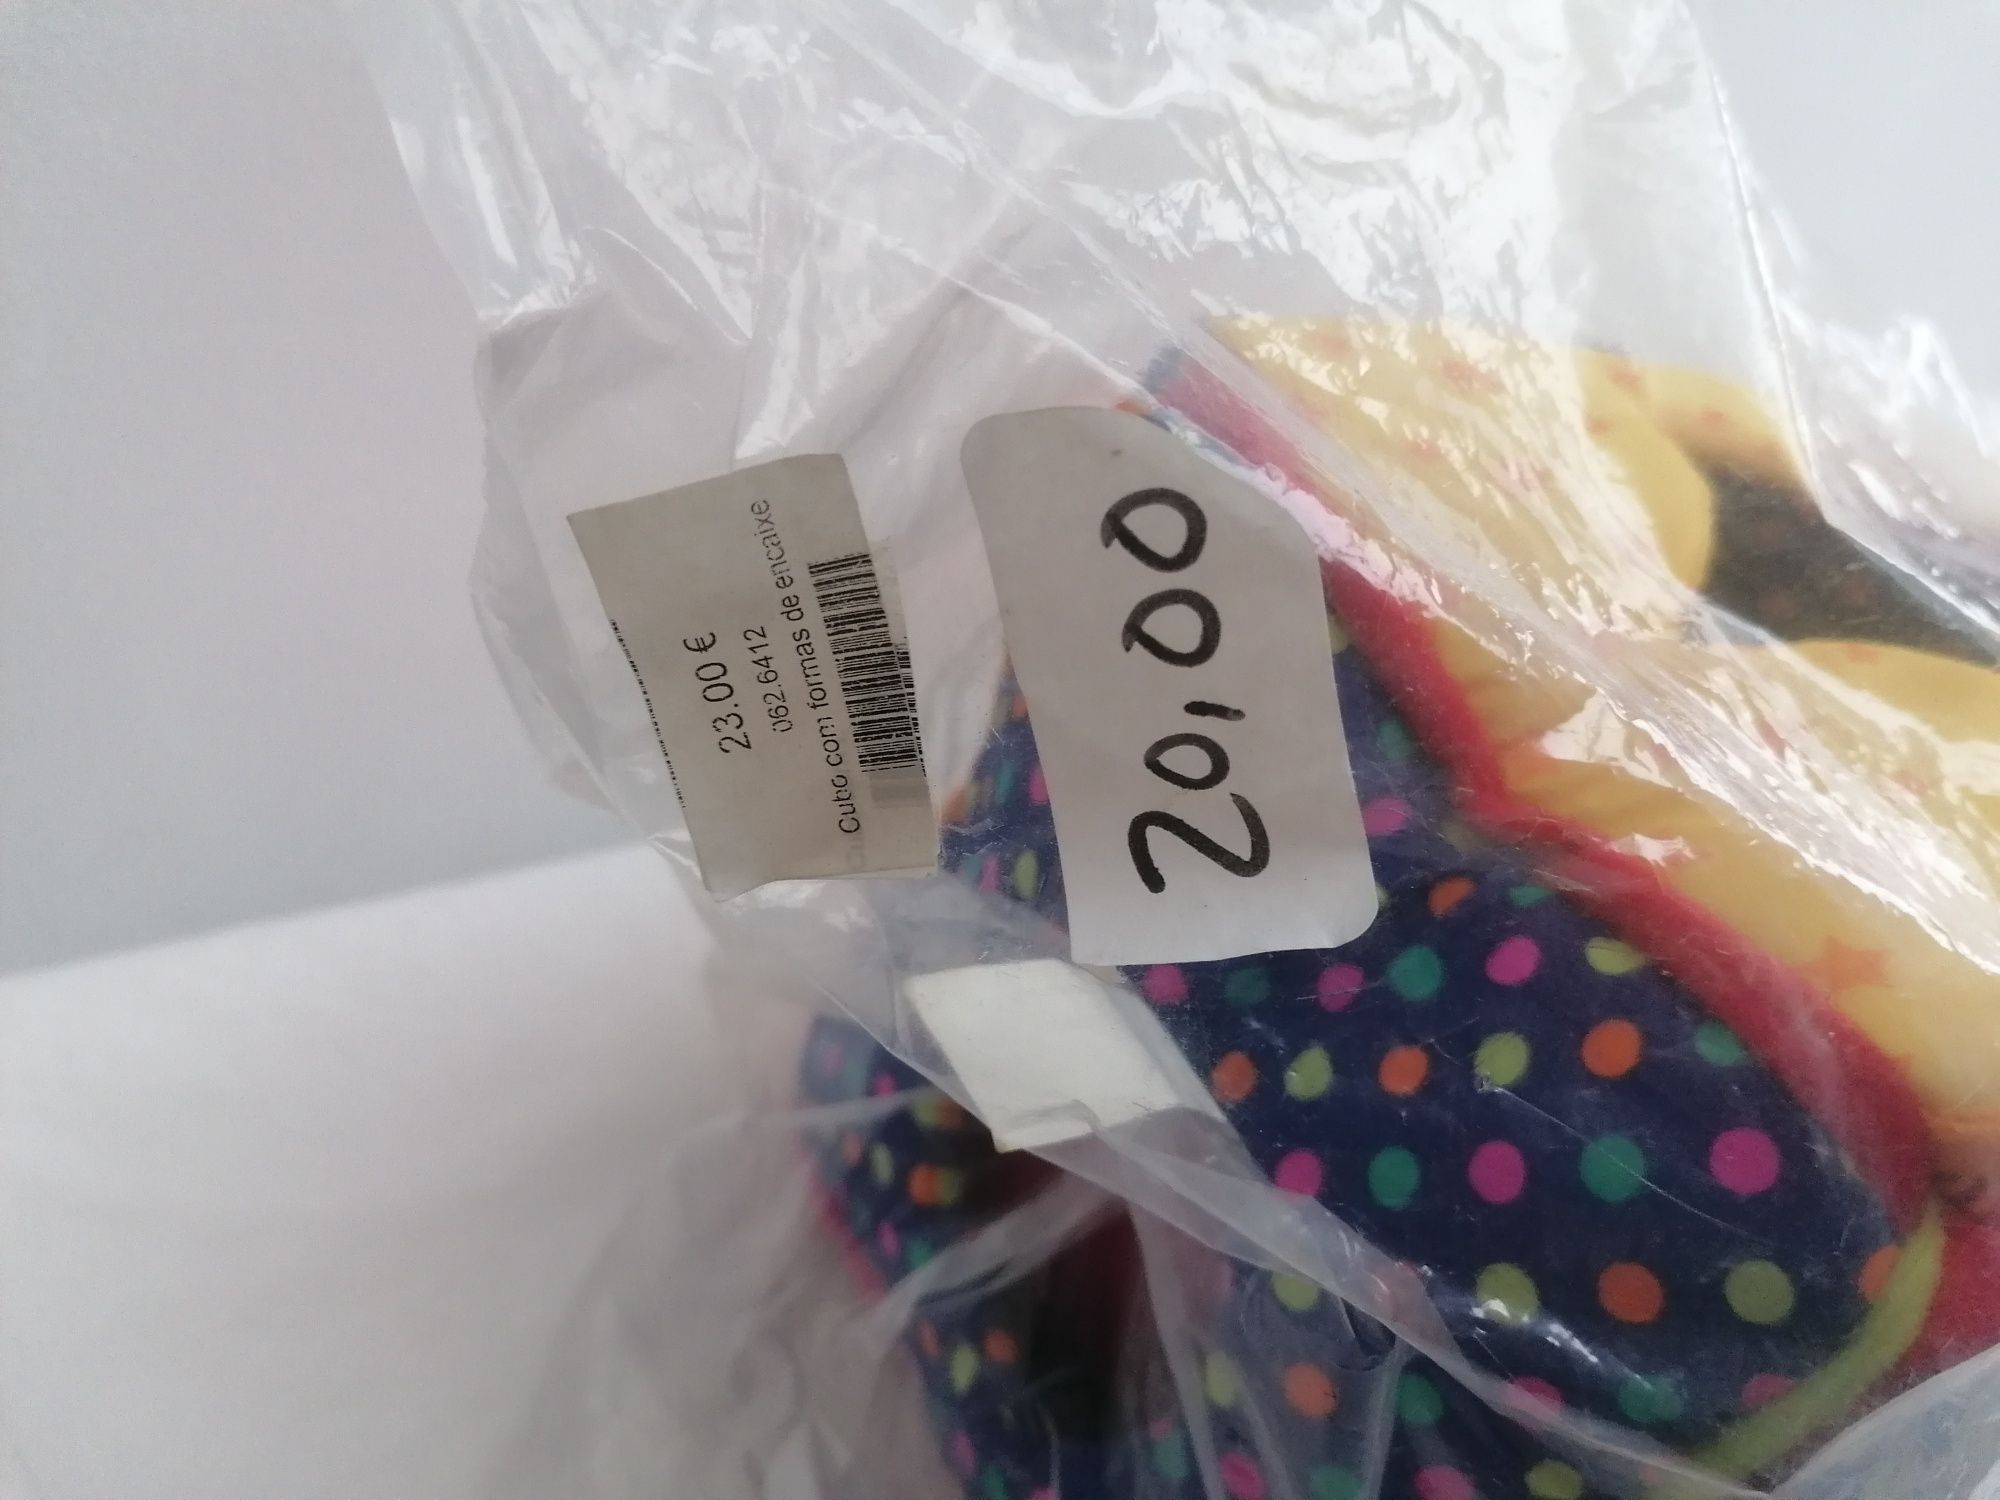 23.00 €
062.6412
Cubo com formas de encaixe
20,00